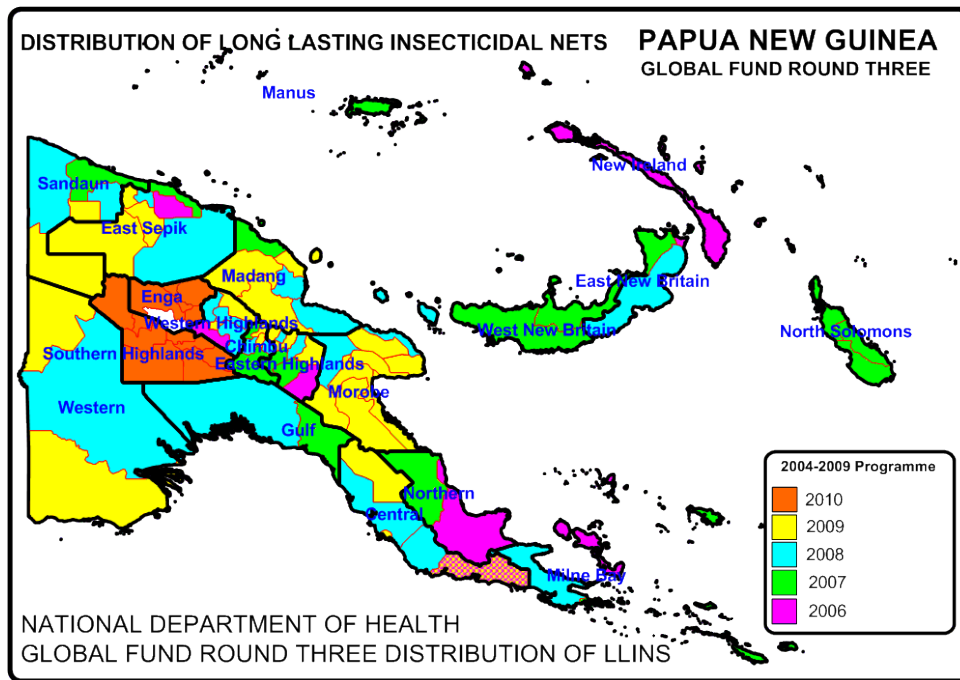 DISTRIBUTION OF LONG LASTING INSECTICIDAL NETS
PAPUA NEW GUINEA
GLOBAL FUND ROUND THREE
Manus
New Ireland
Sandaun
East Sepik
Madang
East New Britain
Enga
Western Highlands
West New Britain
North Solomons
Chimbu
Southern Highlands
Eastern Highlands
Morobe
Western
Gulf
Northern
Central
Milne Bay
2004-2009 Programme
2010
2009
2008
2007
2006
NATIONAL DEPARTMENT OF HEALTH
GLOBAL FUND ROUND THREE DISTRIBUTION OF LLINS